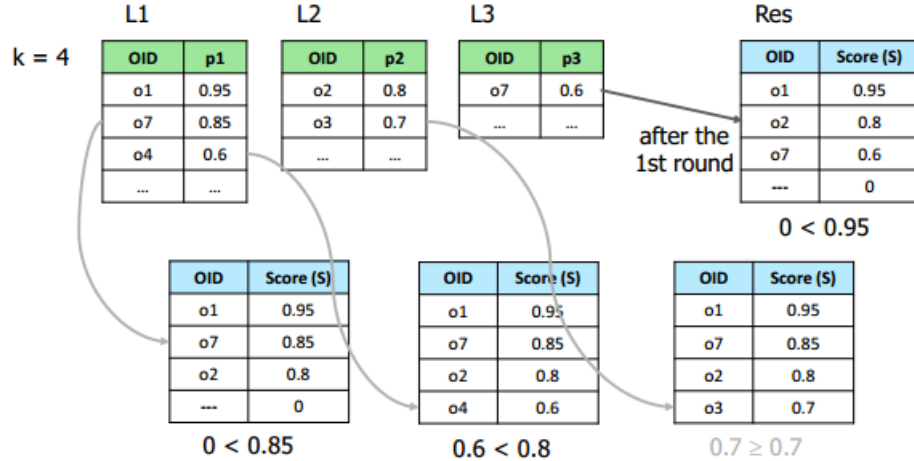 L1 L2 L3 Res
k = 4
OID p1
o1 0.95
o7 0.85
o4 0.6
... ...
OID p2
o2 0.8
o3 0.7
... ...
OID p3
o7 0.6
... ...
after the
1st round
OID Score (S)
o1 0.95
o2 0.8
o7 0.6
--- 0
0 < 0.95
OID Score (S)
o1 0.95
o7 0.85
o2 0.8
--- 0
0 < 0.85
OID Score (S)
o1 0.95
o7 0.85
o2 0.8
o4 0.6
0.6 < 0.8
OID Score (S)
o1 0.95
o7 0.85
o2 0.8
o3 0.7
0.7 ≥ 0.7